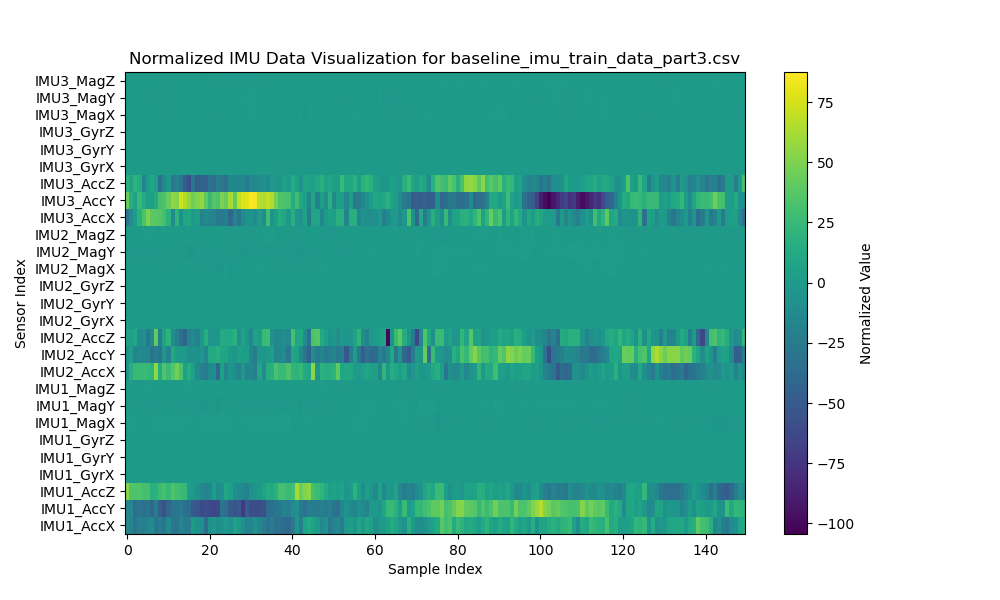 Normalized IMU Data Visualization for baseline_imu_train_data_part3.csv
IMU3_MagZ
IMU3_MagY
IMU3_MagX
IMU3_GyrZ
IMU3_GyrY
IMU3_GyrX
IMU3_AccZ
IMU3_AccY
IMU3_AccX
IMU2_MagZ
IMU2_MagY
IMU2_MagX
IMU2_GyrZ
IMU2_GyrY
IMU2_GyrX
IMU2_AccZ
IMU2_AccY
IMU2_AccX
IMU1_MagZ
IMU1_MagY
IMU1_MagX
IMU1_GyrZ
IMU1_GyrY
IMU1_GyrX
IMU1_AccZ
IMU1_AccY
IMU1_AccX
Sensor Index
0 20 40 60 80 100 120 140
Sample Index
75
50
25
0
−25
−50
−75
−100
Normalized Value